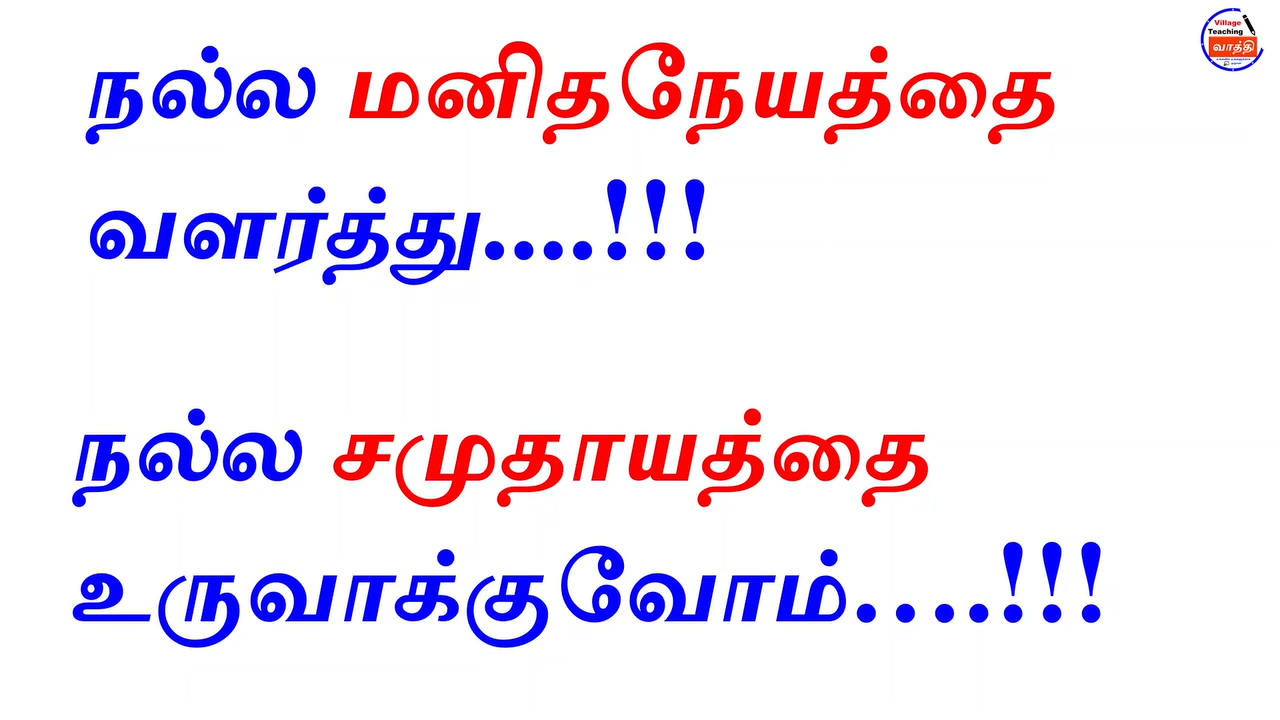 நல்ல மனிதநேயத்தை
வளர்த்து....!!!
நல்ல சமுதாயத்தை
உருவாக்குவோம்....!!!
Village
Teaching
வாத்தி